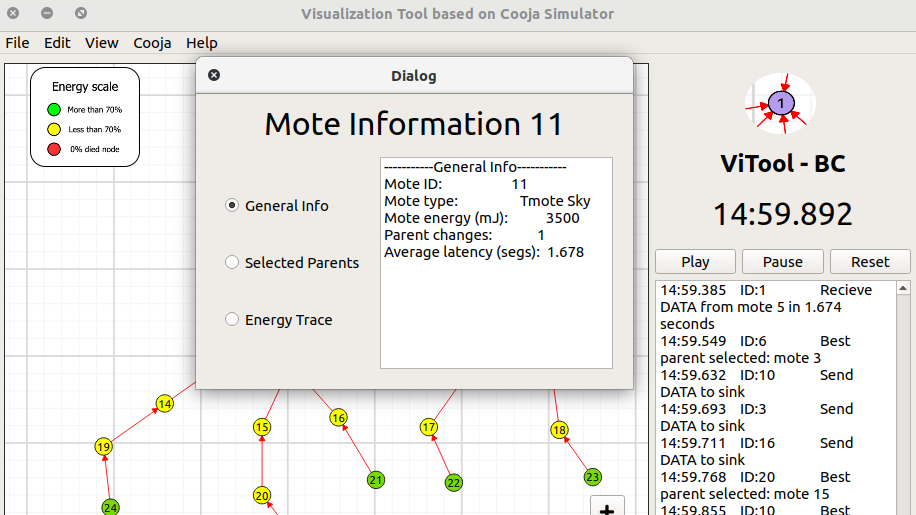 Visualization Tool based on Cooja Simulator
File Edit View Cooja Help
Energy scale
More than 70%
Less than 70%
0% died node
Dialog
Mote Information 11
General Info
Selected Parents
Energy Trace
-----------General Info-----------
Mote ID: 11
Mote type: Tmote Sky
Mote energy (mJ): 3500
Parent changes: 1
Average latency (segs): 1.678
14
15
16
17
18
19
20
21
22
23
24
1
ViTool - BC
14:59.892
Play Pause Reset
14:59.385 ID:1 Recieve
DATA from mote 5 in 1.674
seconds
14:59.549 ID:6 Best
parent selected: mote 3
14:59.632 ID:10 Send
DATA to sink
14:59.693 ID:3 Send
DATA to sink
14:59.711 ID:16 Send
DATA to sink
14:59.768 ID:20 Best
parent selected: mote 15
14:59.855 ID:10 Best
+